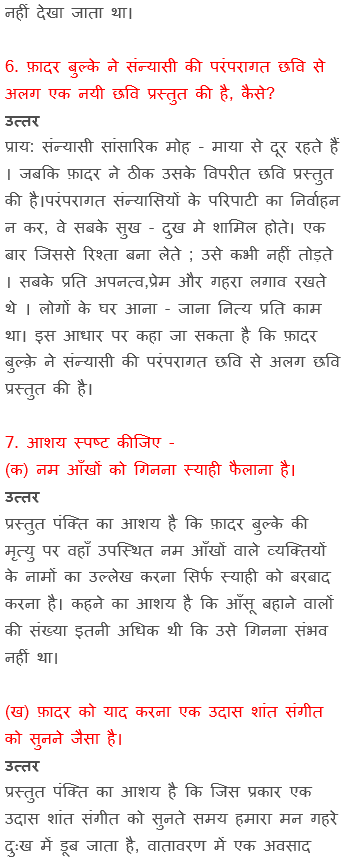 नहीं देखा जाता था।
6. फ़ादर बुल्के ने संन्यासी की परंपरागत छवि से
अलग एक नयी छवि प्रस्तुत की है, कैसे?
उत्तर
प्राय: संन्यासी सांसारिक मोह - माया से दूर रहते हैं
। जबकि फ़ादर ने ठीक उसके विपरीत छवि प्रस्तुत
की है।परंपरागत संन्यासियों के परिपाटी का निर्वाहन
न कर, वे सबके सुख - दुख मे शामिल होते। एक
बार जिससे रिश्ता बना लेते ; उसे कभी नहीं तोड़ते
। सबके प्रति अपनत्व,प्रेम और गहरा लगाव रखते
थे । लोगों के घर आना - जाना नित्य प्रति काम
था। इस आधार पर कहा जा सकता है कि फ़ादर
बुल्क़े ने संन्यासी की परंपरागत छवि से अलग छवि
प्रस्तुत की है।
7. आशय स्पष्ट कीजिए -
(क) नम आँखों को गिनना स्याही फैलाना है।
उत्तर
प्रस्तुत पंक्ति का आशय है कि फ़ादर बुल्के की
मृत्यु पर वहाँ उपस्थित नम आँखों वाले व्यक्तियों
के नामों का उल्लेख करना सिर्फ स्याही को बरबाद
करना है। कहने का आशय है कि आँसू बहाने वालों
की संख्या इतनी अधिक थी कि उसे गिनना संभव
नहीं था।
(ख) फ़ादर को याद करना एक उदास शांत संगीत
को सुनने जैसा है।
उत्तर
प्रस्तुत पंक्ति का आशय है कि जिस प्रकार एक
उदास शांत संगीत को सुनते समय हमारा मन गहरे
दुःख में डूब जाता है, वातावरण में एक अवसाद